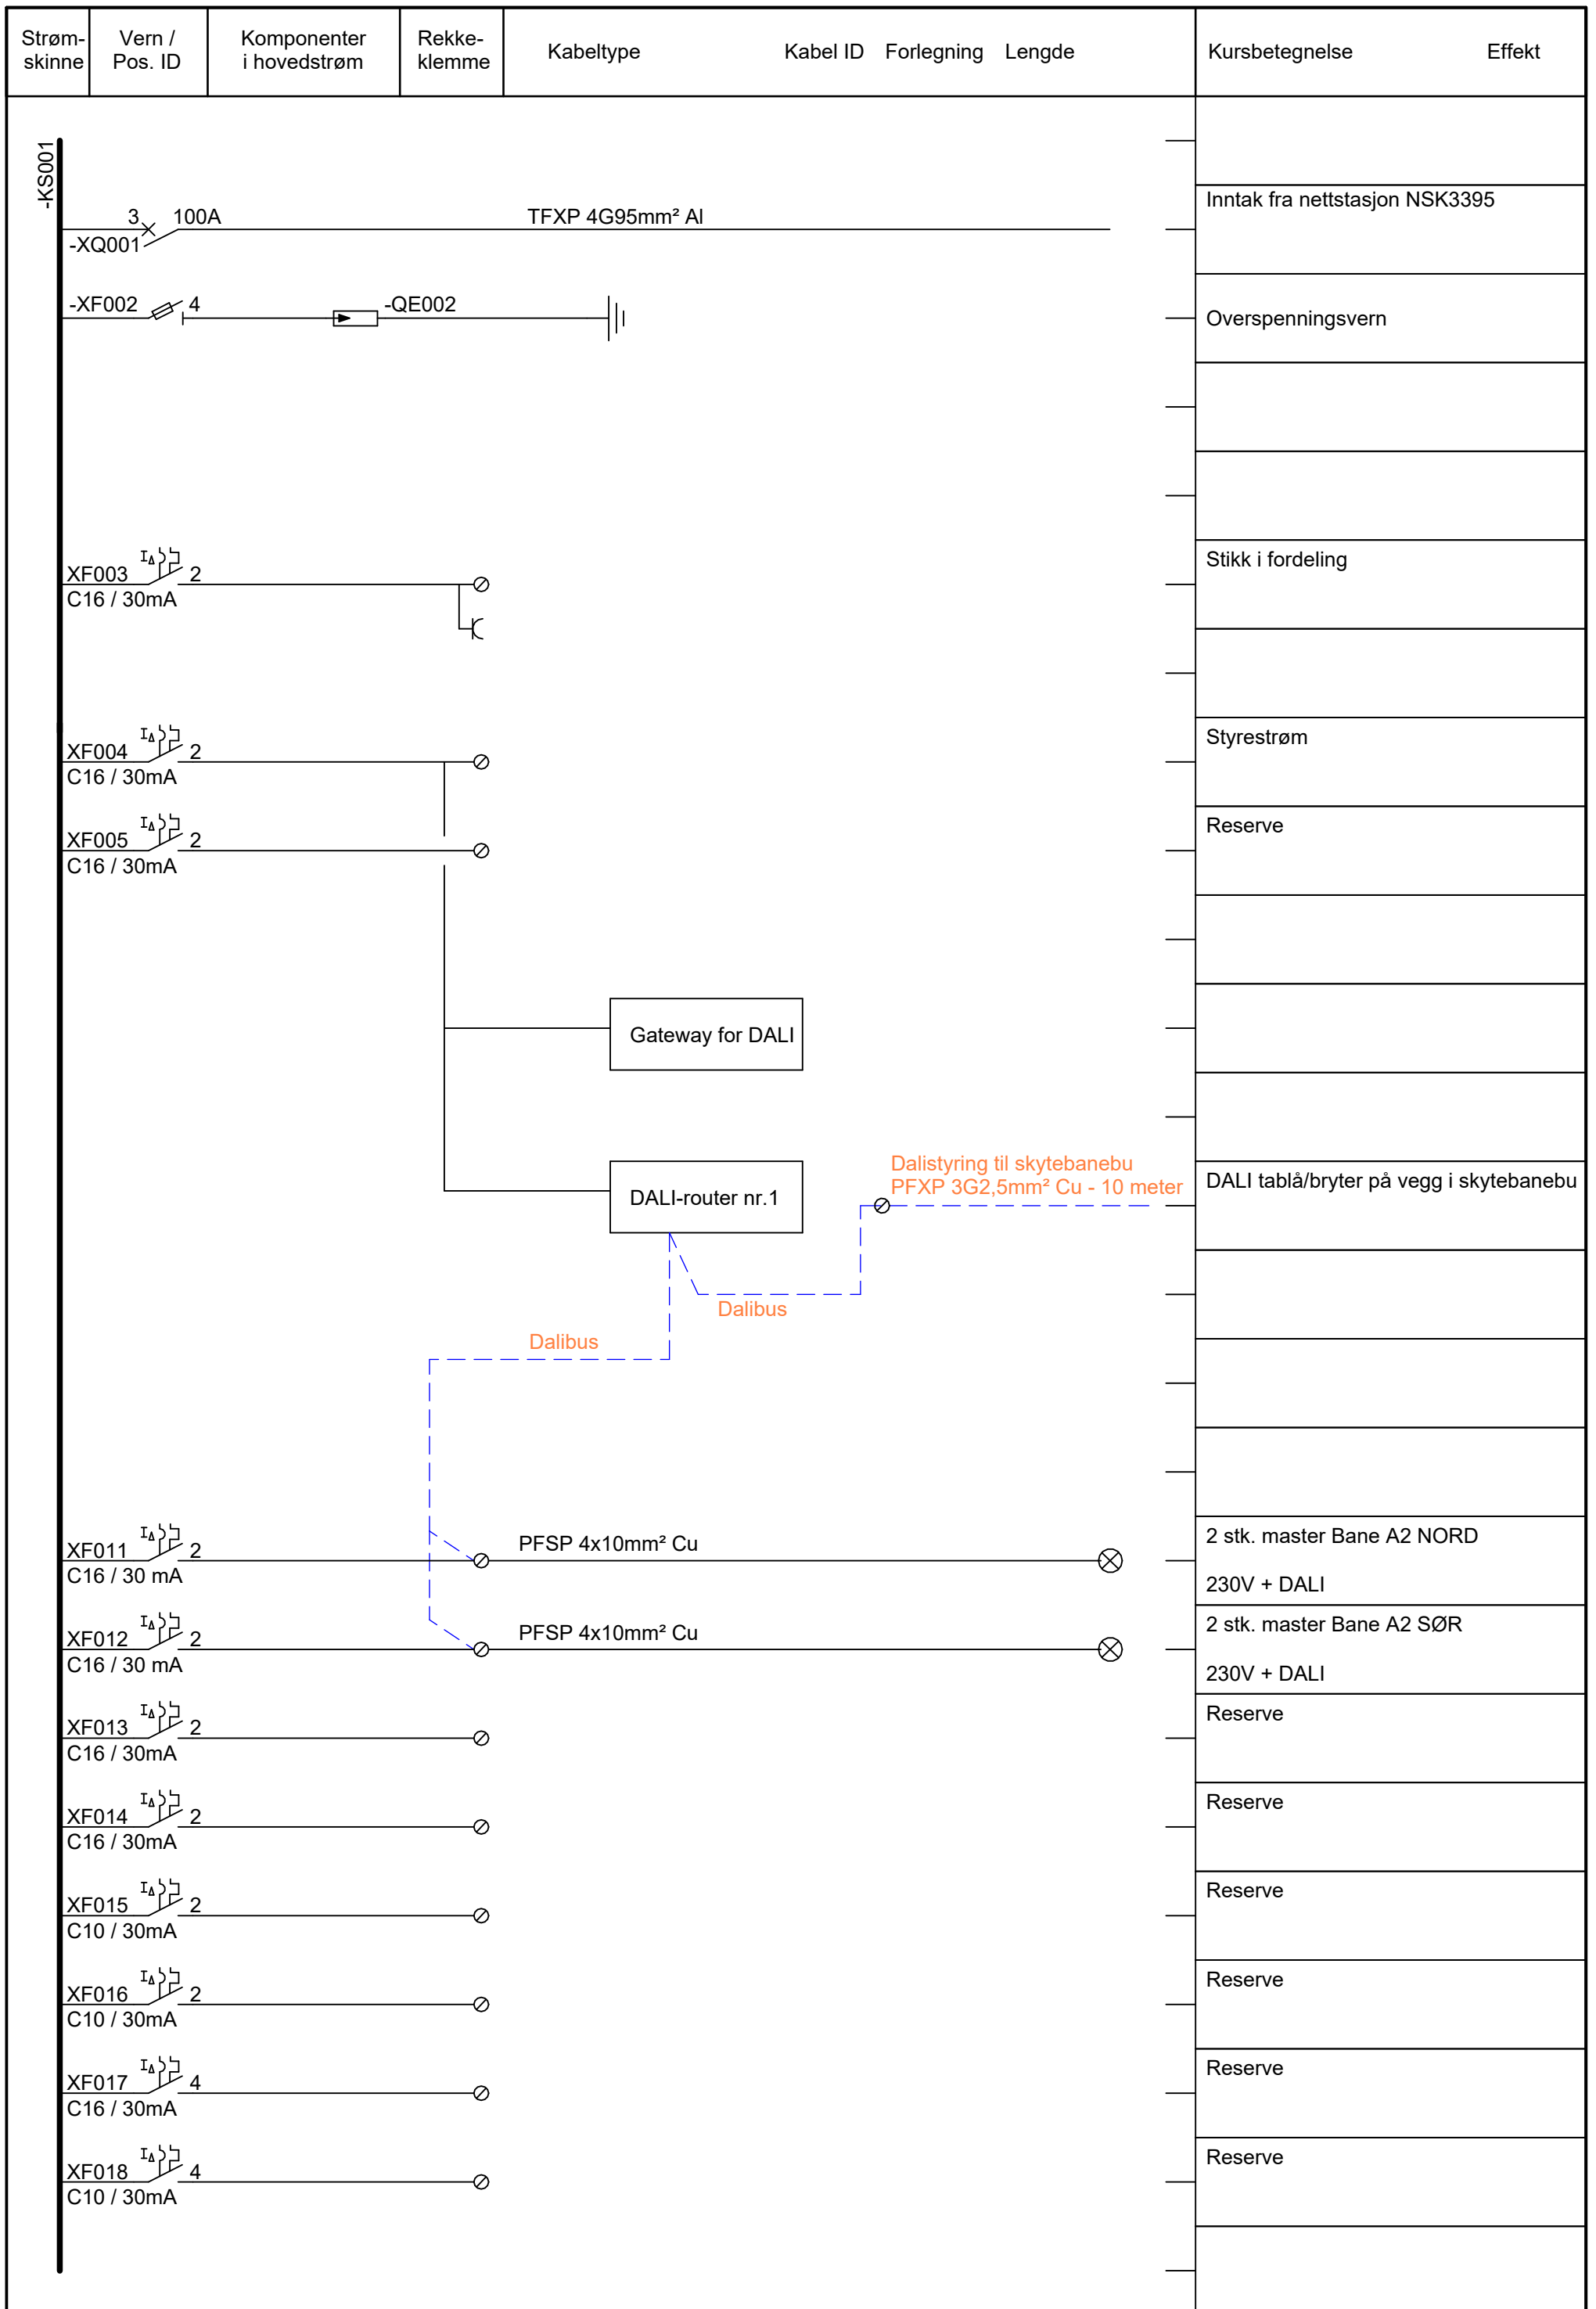 Strøm-
skinne
Vern /
Pos. ID
Komponenter
i hovedstrøm
Rekke-
klemme
Kabeltype
Kabel ID
Forlegning
Lengde
Kursbetegnelse
Effekt
-KS001
3
100A
TFXP 4G95mm² Al
Inntak fra nettstasjon NSK3395
-XQ001
-XF002
4
-QE002
Overspenningsvern
XF003
I∆
2
C16 / 30mA
Stikk i fordeling
XF004
I∆
2
C16 / 30mA
Styrestrøm
XF005
I∆
2
C16 / 30mA
Reserve
Gateway for DALI
DALI-router nr.1
Dalistyring til skytebanebu
PFXP 3G2,5mm² Cu - 10 meter
DALI tablå/bryter på vegg i skytebanebu
Dalibus
Dalibus
XF011
I∆
2
C16 / 30 mA
PFSP 4x10mm² Cu
2 stk. master Bane A2 NORD
230V + DALI
XF012
I∆
2
C16 / 30 mA
PFSP 4x10mm² Cu
2 stk. master Bane A2 SØR
230V + DALI
XF013
I∆
2
C16 / 30mA
Reserve
XF014
I∆
2
C16 / 30mA
Reserve
XF015
I∆
2
C10 / 30mA
Reserve
XF016
I∆
2
C10 / 30mA
Reserve
XF017
I∆
4
C16 / 30mA
Reserve
XF018
I∆
4
C10 / 30mA
Reserve